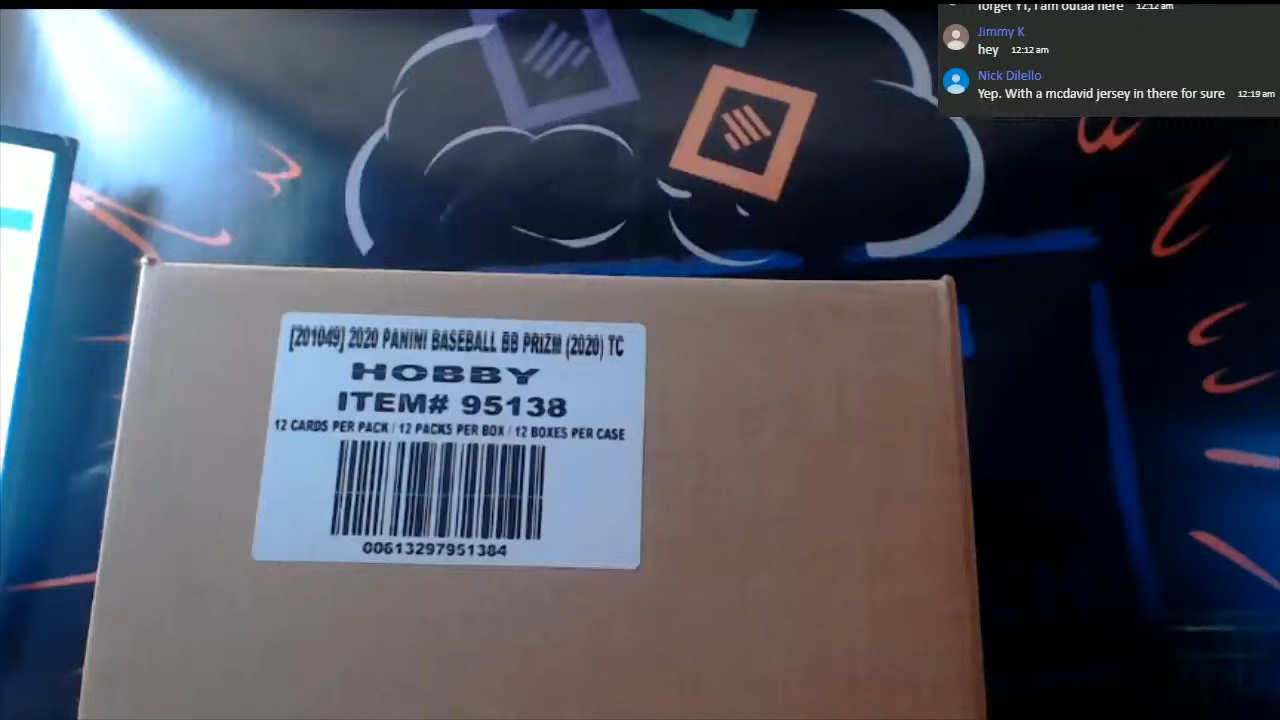 forget YT, i am outaa here 12:12 am
Jimmy K
hey 12:12 am
Nick Dilello
Yep. With a mcdavid jersey in there for sure 12:19 am
[201049] 2020 PANINI BASEBALL BB PRIZM (2020) TC
HOBBY
ITEM# 95138
12 CARDS PER PACK / 12 PACKS PER BOX / 12 BOXES PER CASE
00613297951384